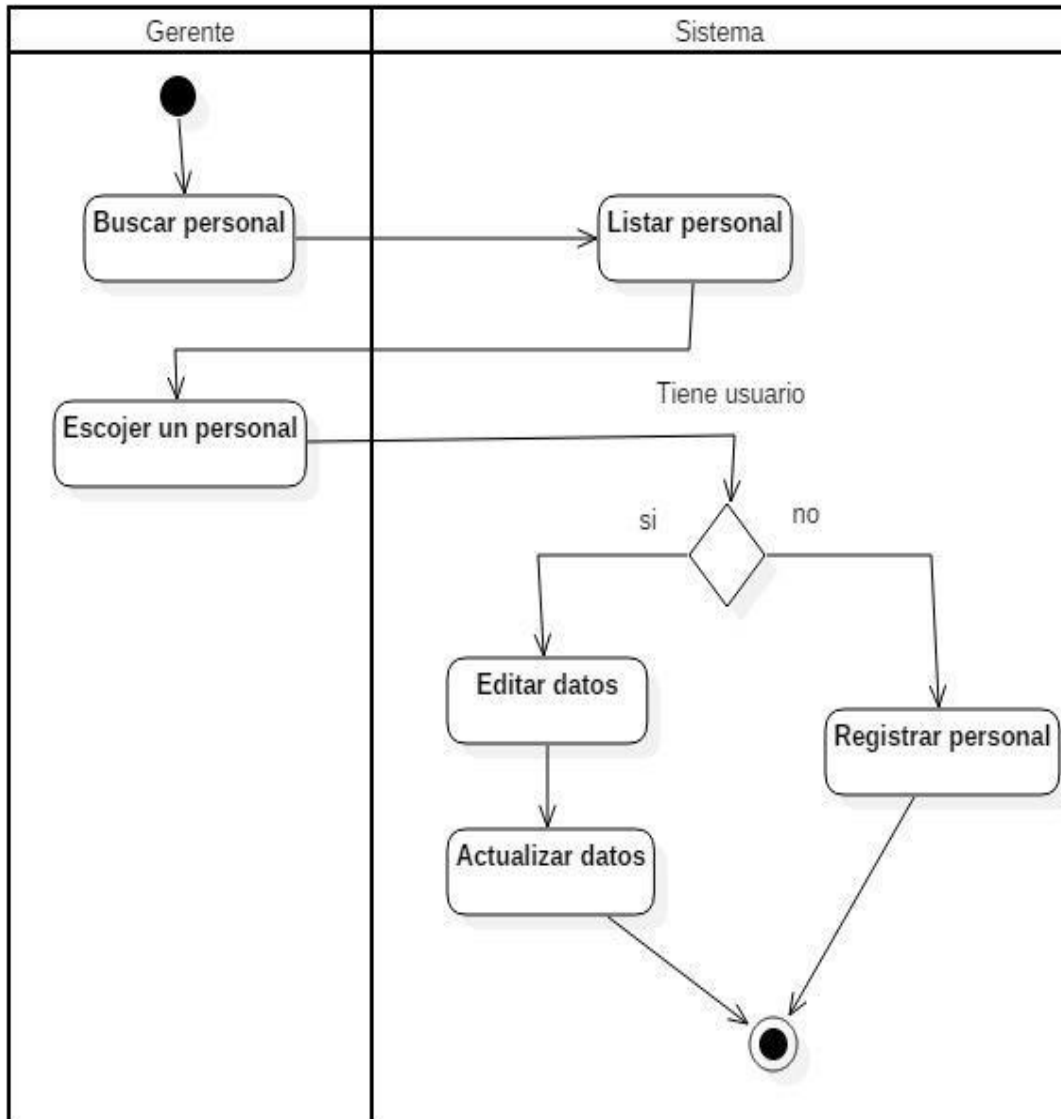 Gerente
Sistema
Buscar personal
Listar personal
Tiene usuario
Escojer un personal
si
no
Editar datos
Registrar personal
Actualizar datos